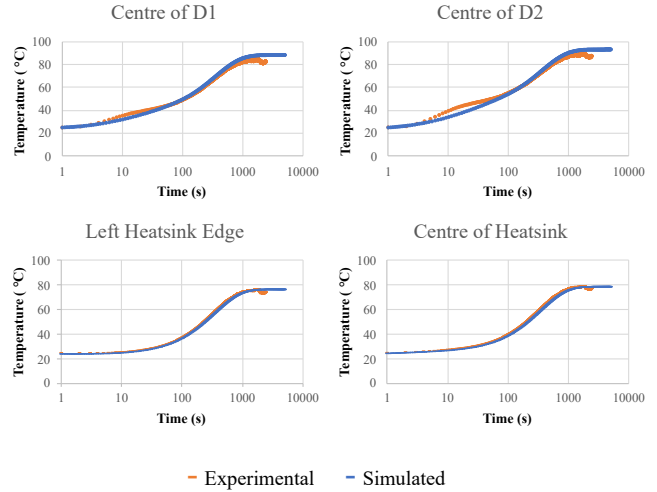 Centre of D1
Temperature ( °C)
100
80
60
40
20
0
1 10 100 1000 10000
Time (s)
Centre of D2
Temperature ( °C)
100
80
60
40
20
0
1 10 100 1000 10000
Time (s)
Left Heatsink Edge
Temperature ( °C)
100
80
60
40
20
0
1 10 100 1000 10000
Time (s)
Centre of Heatsink
Temperature ( °C)
100
80
60
40
20
0
1 10 100 1000 10000
Time (s)
Experimental Simulated